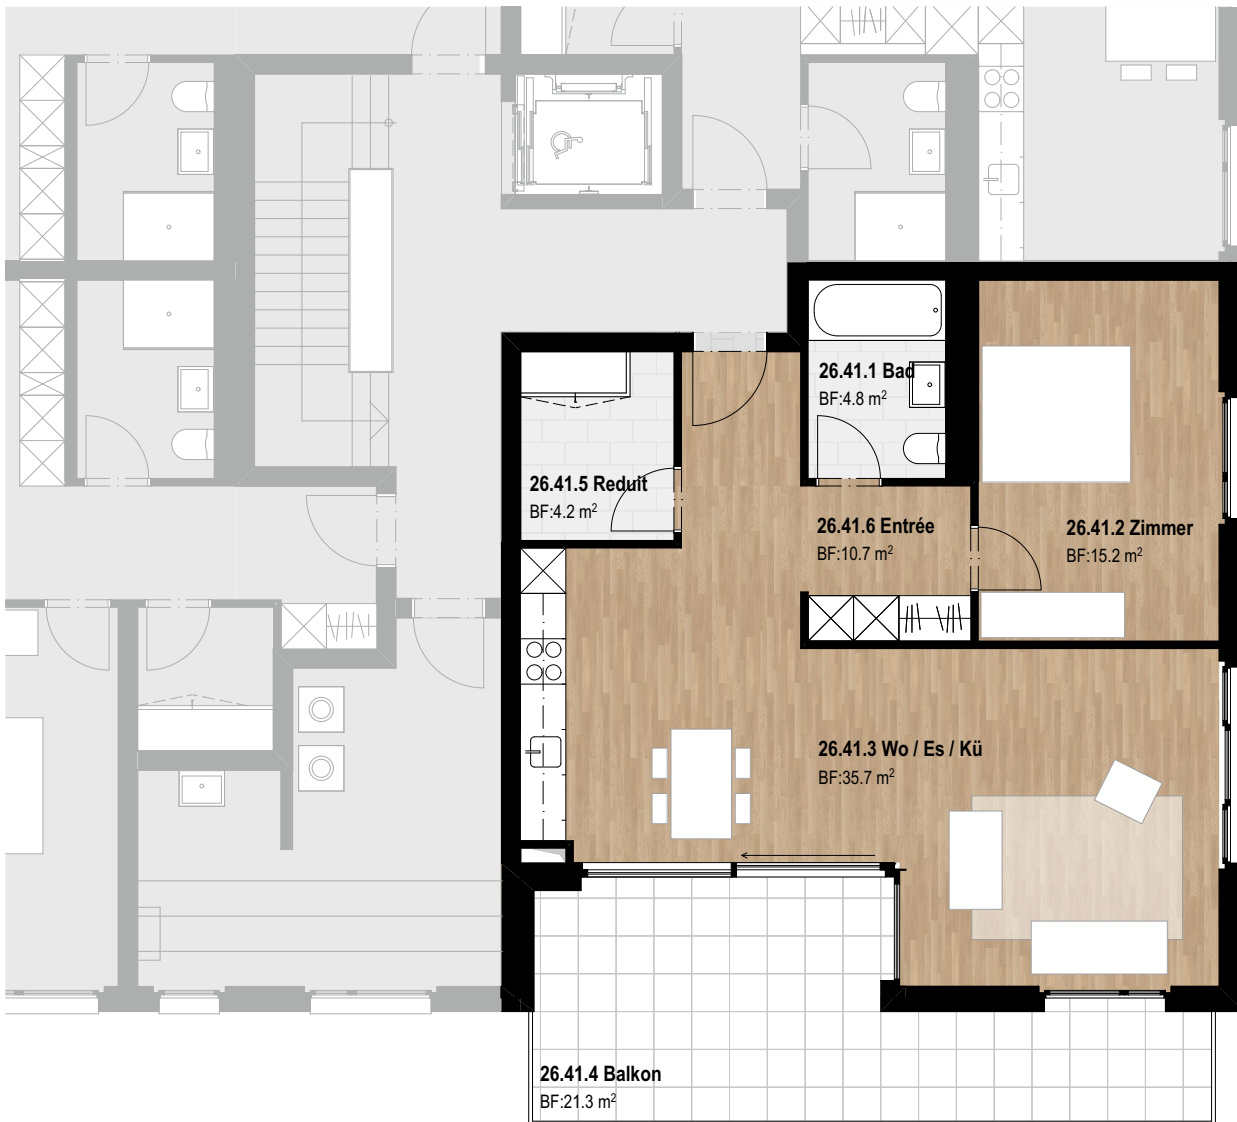 26.41.1 Bad
BF:4.8 m²
26.41.5 Reduit
BF:4.2 m²
26.41.6 Entrée
BF:10.7 m²
26.41.2 Zimmer
BF:15.2 m²
26.41.3 Wo / Es / Kü
BF:35.7 m²
26.41.4 Balkon
BF:21.3 m²